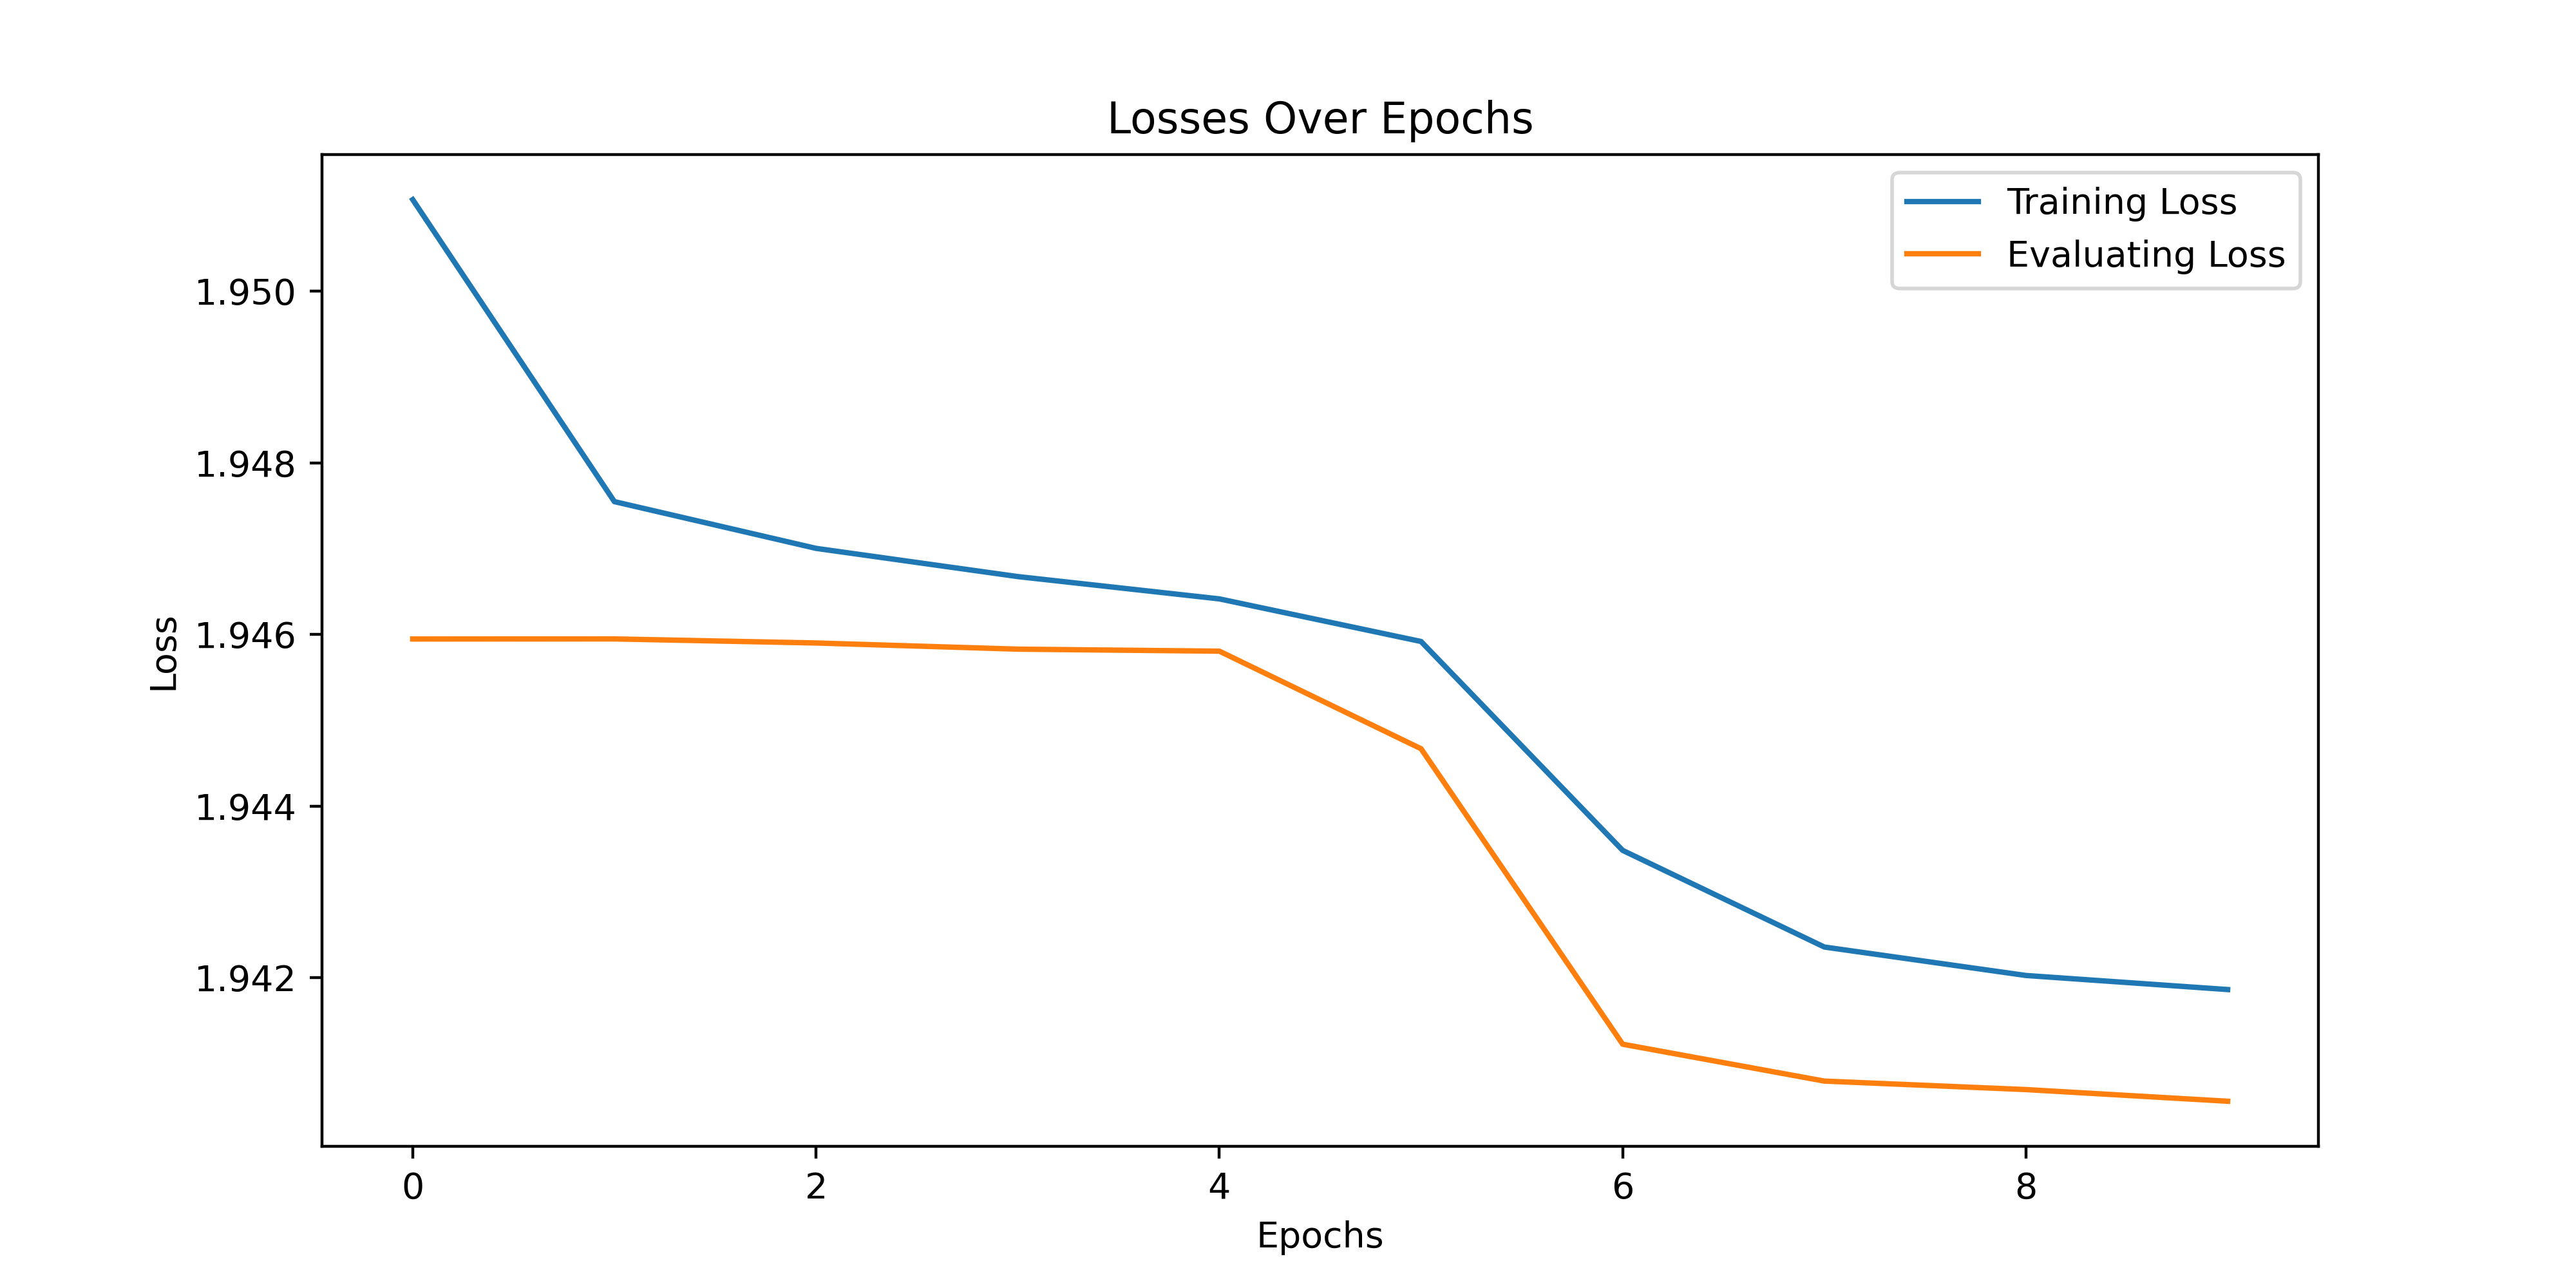 Losses Over Epochs
Training Loss
Evaluating Loss
1.950
1.948
1.946
1.944
1.942
Loss
0 2 4 6 8
Epochs